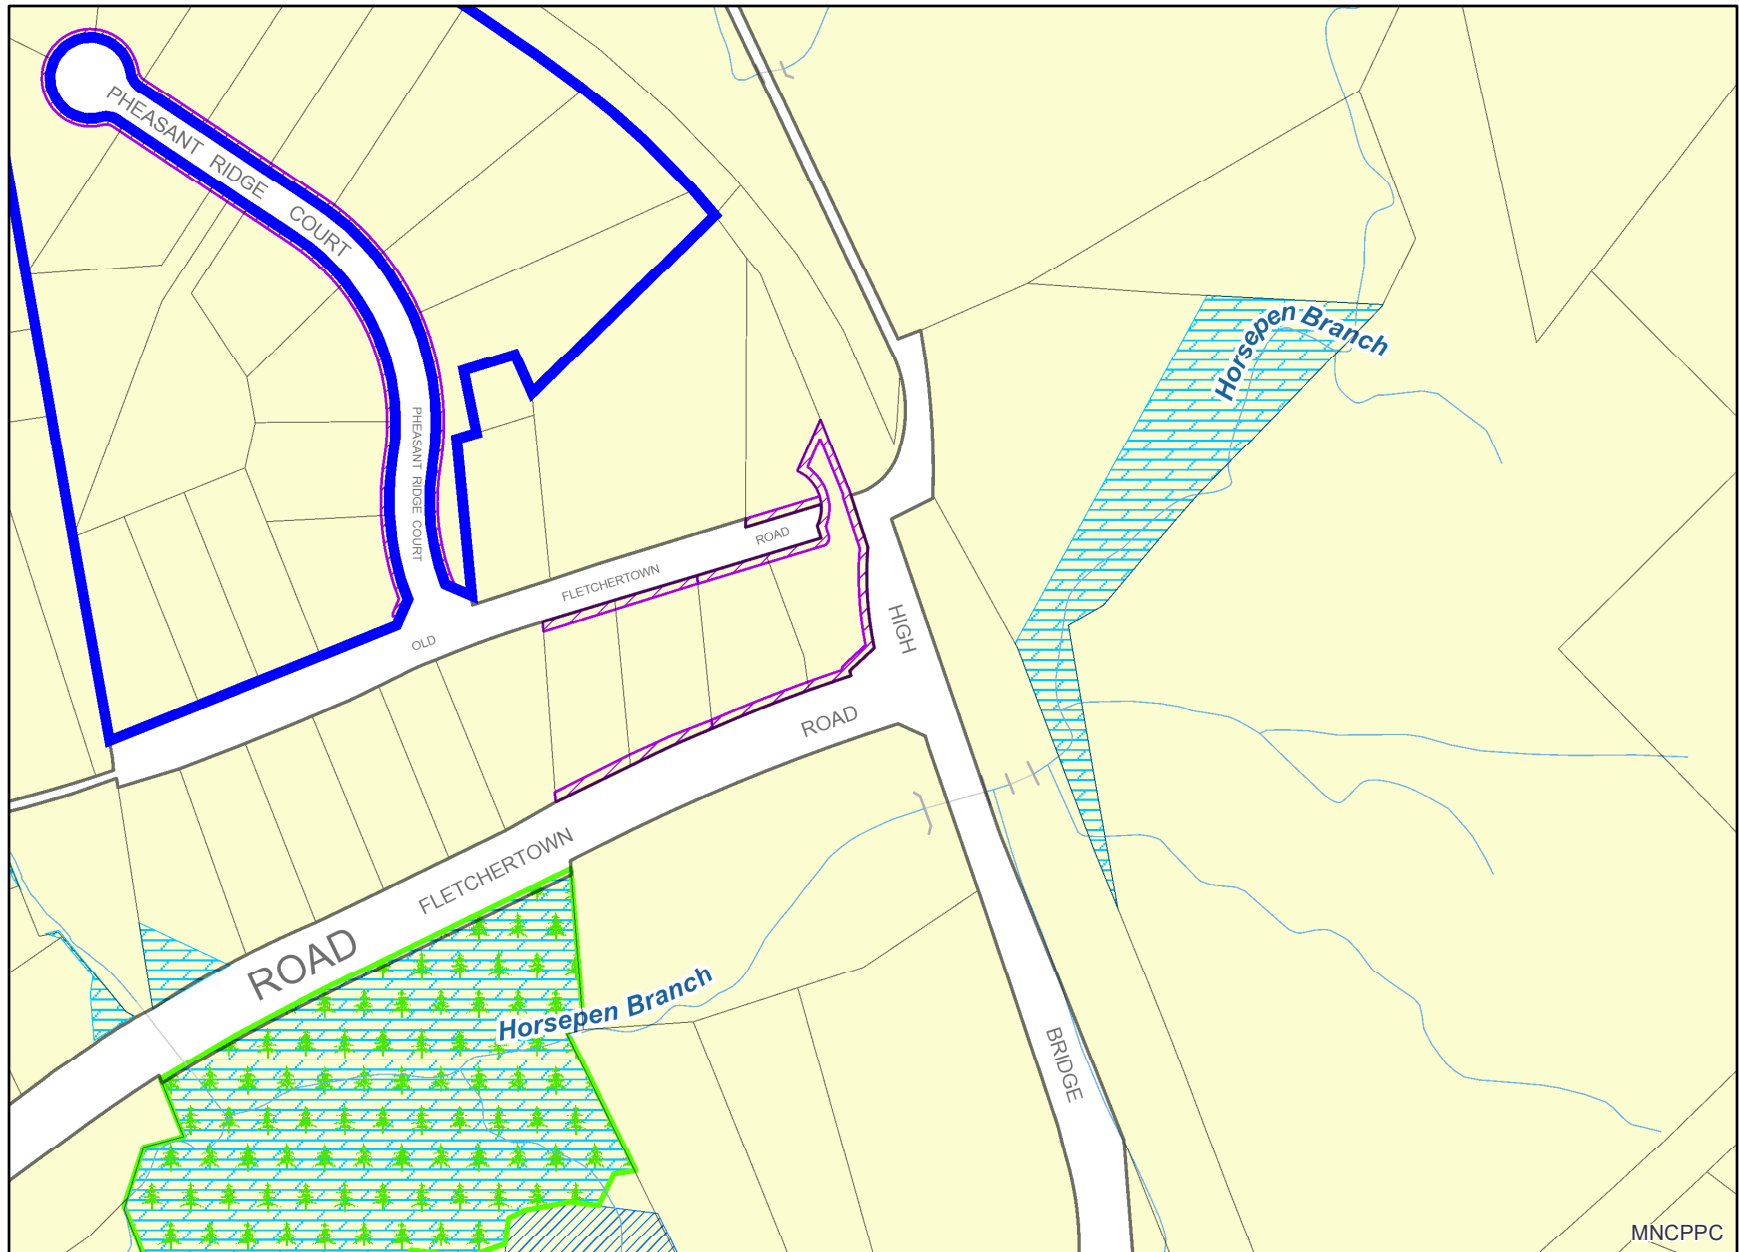 PHEASANT RIDGE COURT
PHEASANT RIDGE COURT
Horsepen Branch
ROAD
FLETCHERTOWN
OLD
HIGH
ROAD
FLETCHERTOWN
ROAD
Horsepen Branch
BRIDGE
MNCPPC